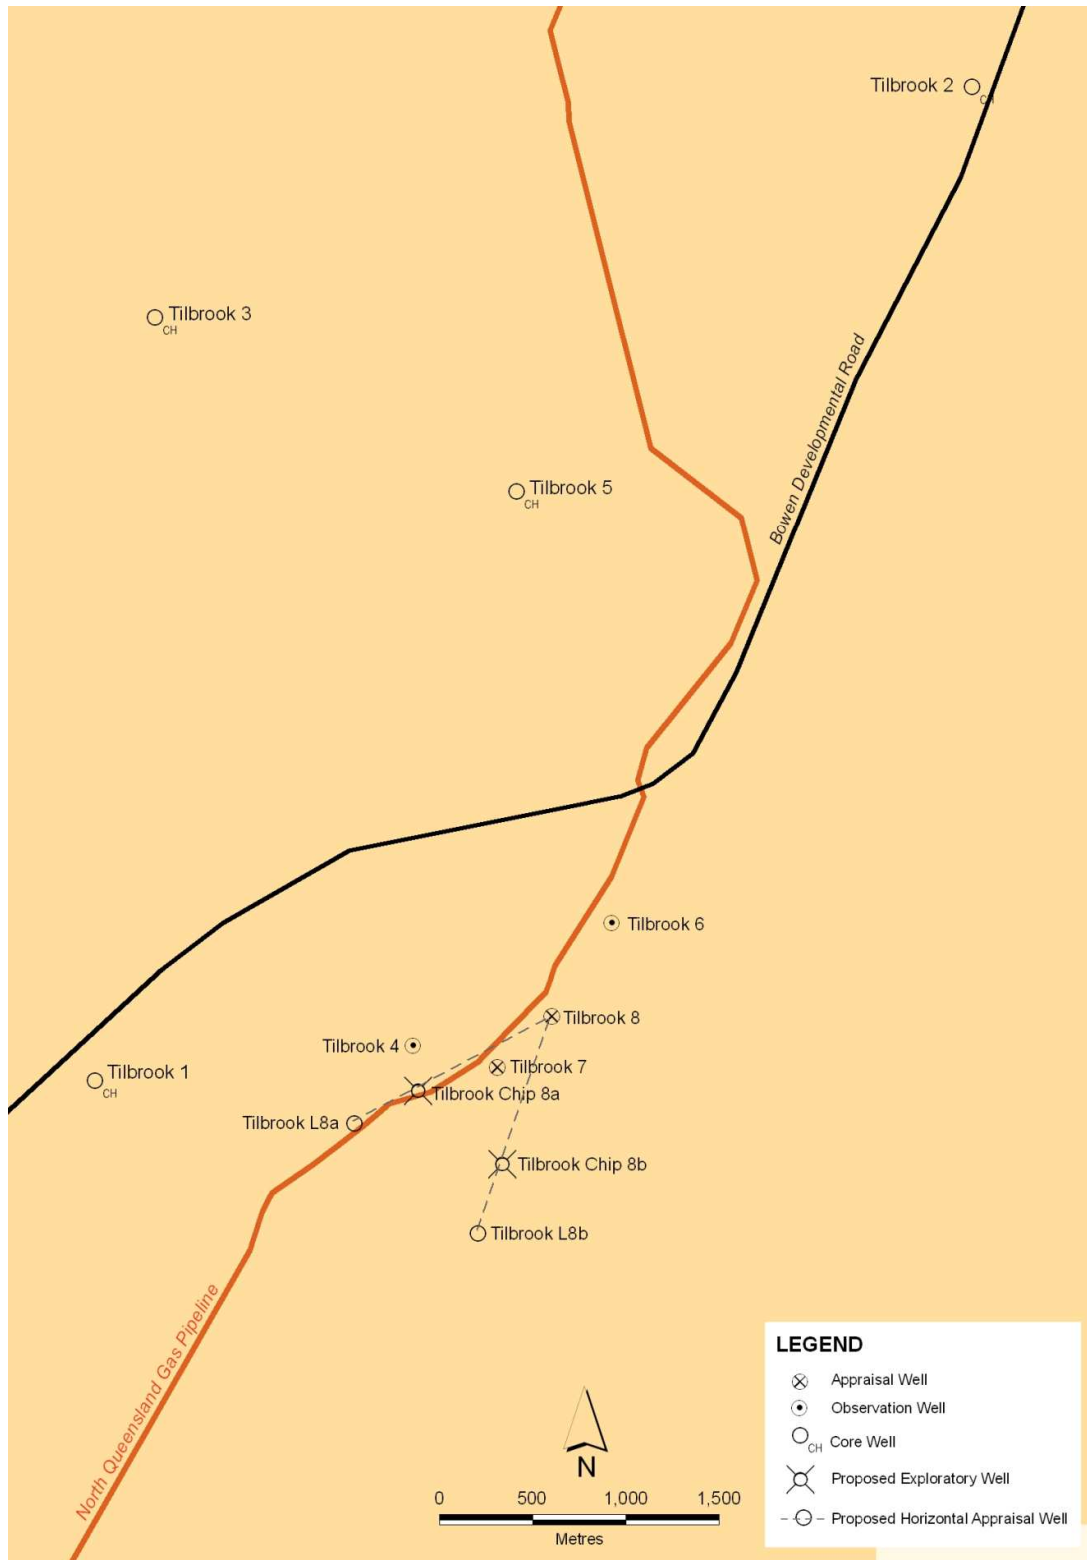 Tilbrook 2
CH
Tilbrook 3
CH
Bowen Developmental Road
Tilbrook 5
CH
Tilbrook 6
Tilbrook 8
Tilbrook 4
Tilbrook 7
Tilbrook 1
CH
Tilbrook Chip 8a
Tilbrook L8a
Tilbrook Chip 8b
Tilbrook L8b
North Queensland Gas Pipeline
LEGEND
Appraisal Well
Observation Well
CH Core Well
Proposed Exploratory Well
Proposed Horizontal Appraisal Well
N
0 500 1,000 1,500
Metres